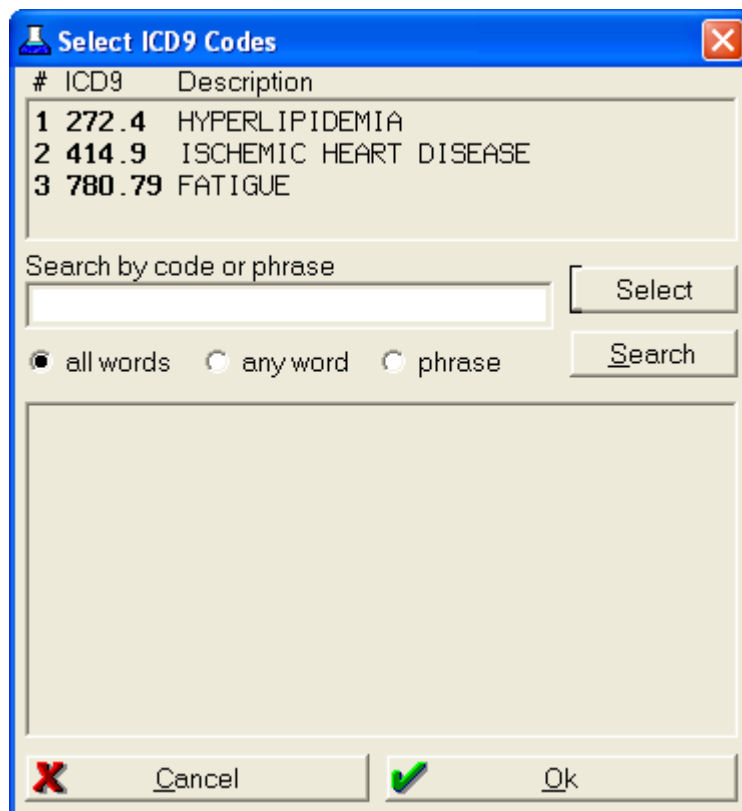 Select ICD9 Codes
# ICD9 Description
1 272.4 HYPERLIPIDEMIA
2 414.9 ISCHEMIC HEART DISEASE
3 780.79 FATIGUE
Search by code or phrase
Select
all words any word phrase
Search
Cancel Ok